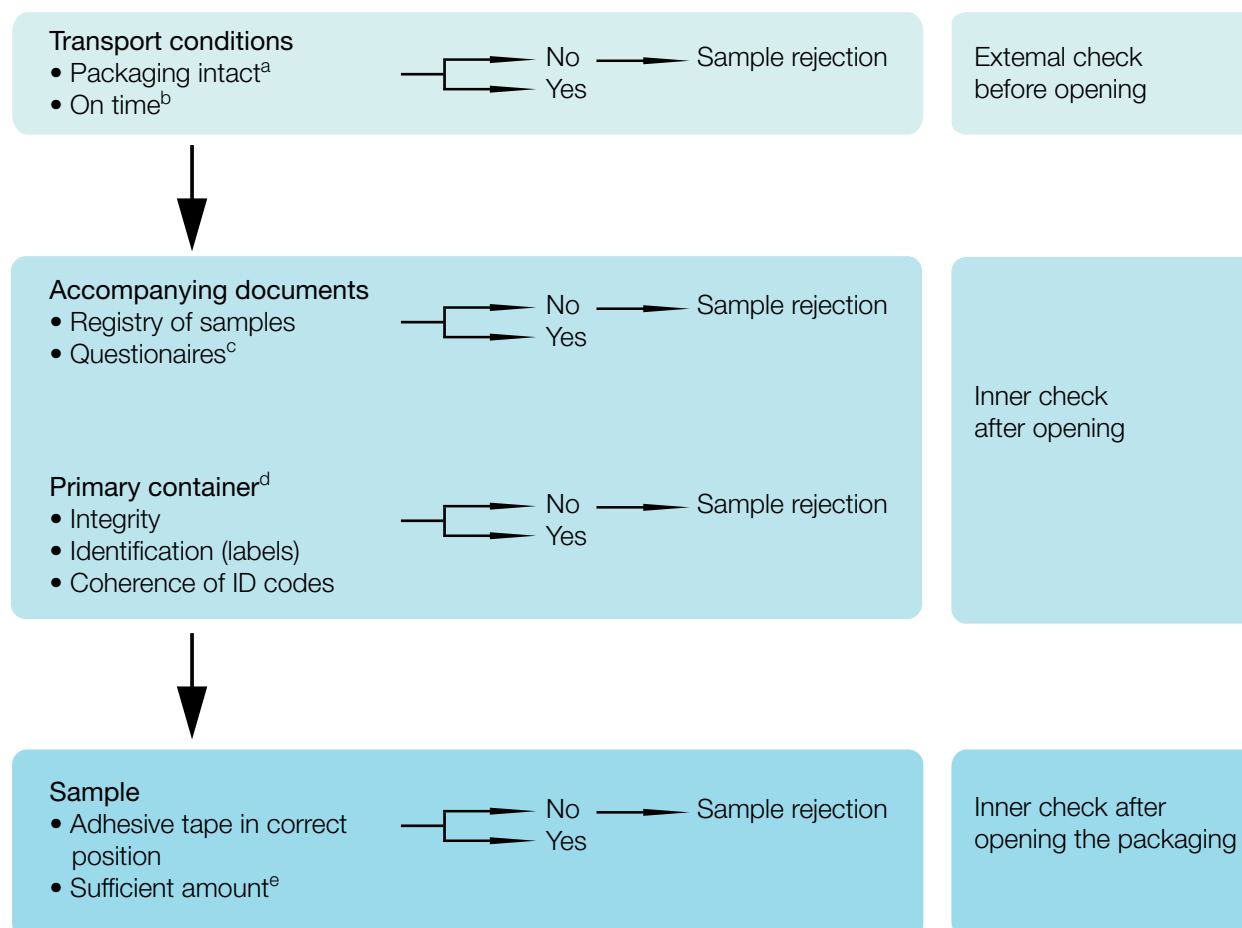 Transport conditions
• Packaging intactᵃ
• On timeᵇ
No
Sample rejection
Yes
External check
before opening
Accompanying documents
• Registry of samples
• Questionairesᶜ
No
Sample rejection
Yes
Inner check
after opening
Primary containerᵈ
• Integrity
• Identification (labels)
• Coherence of ID codes
No
Sample rejection
Yes
Sample
• Adhesive tape in correct
position
• Sufficient amountᵉ
No
Sample rejection
Yes
Inner check after
opening the packaging